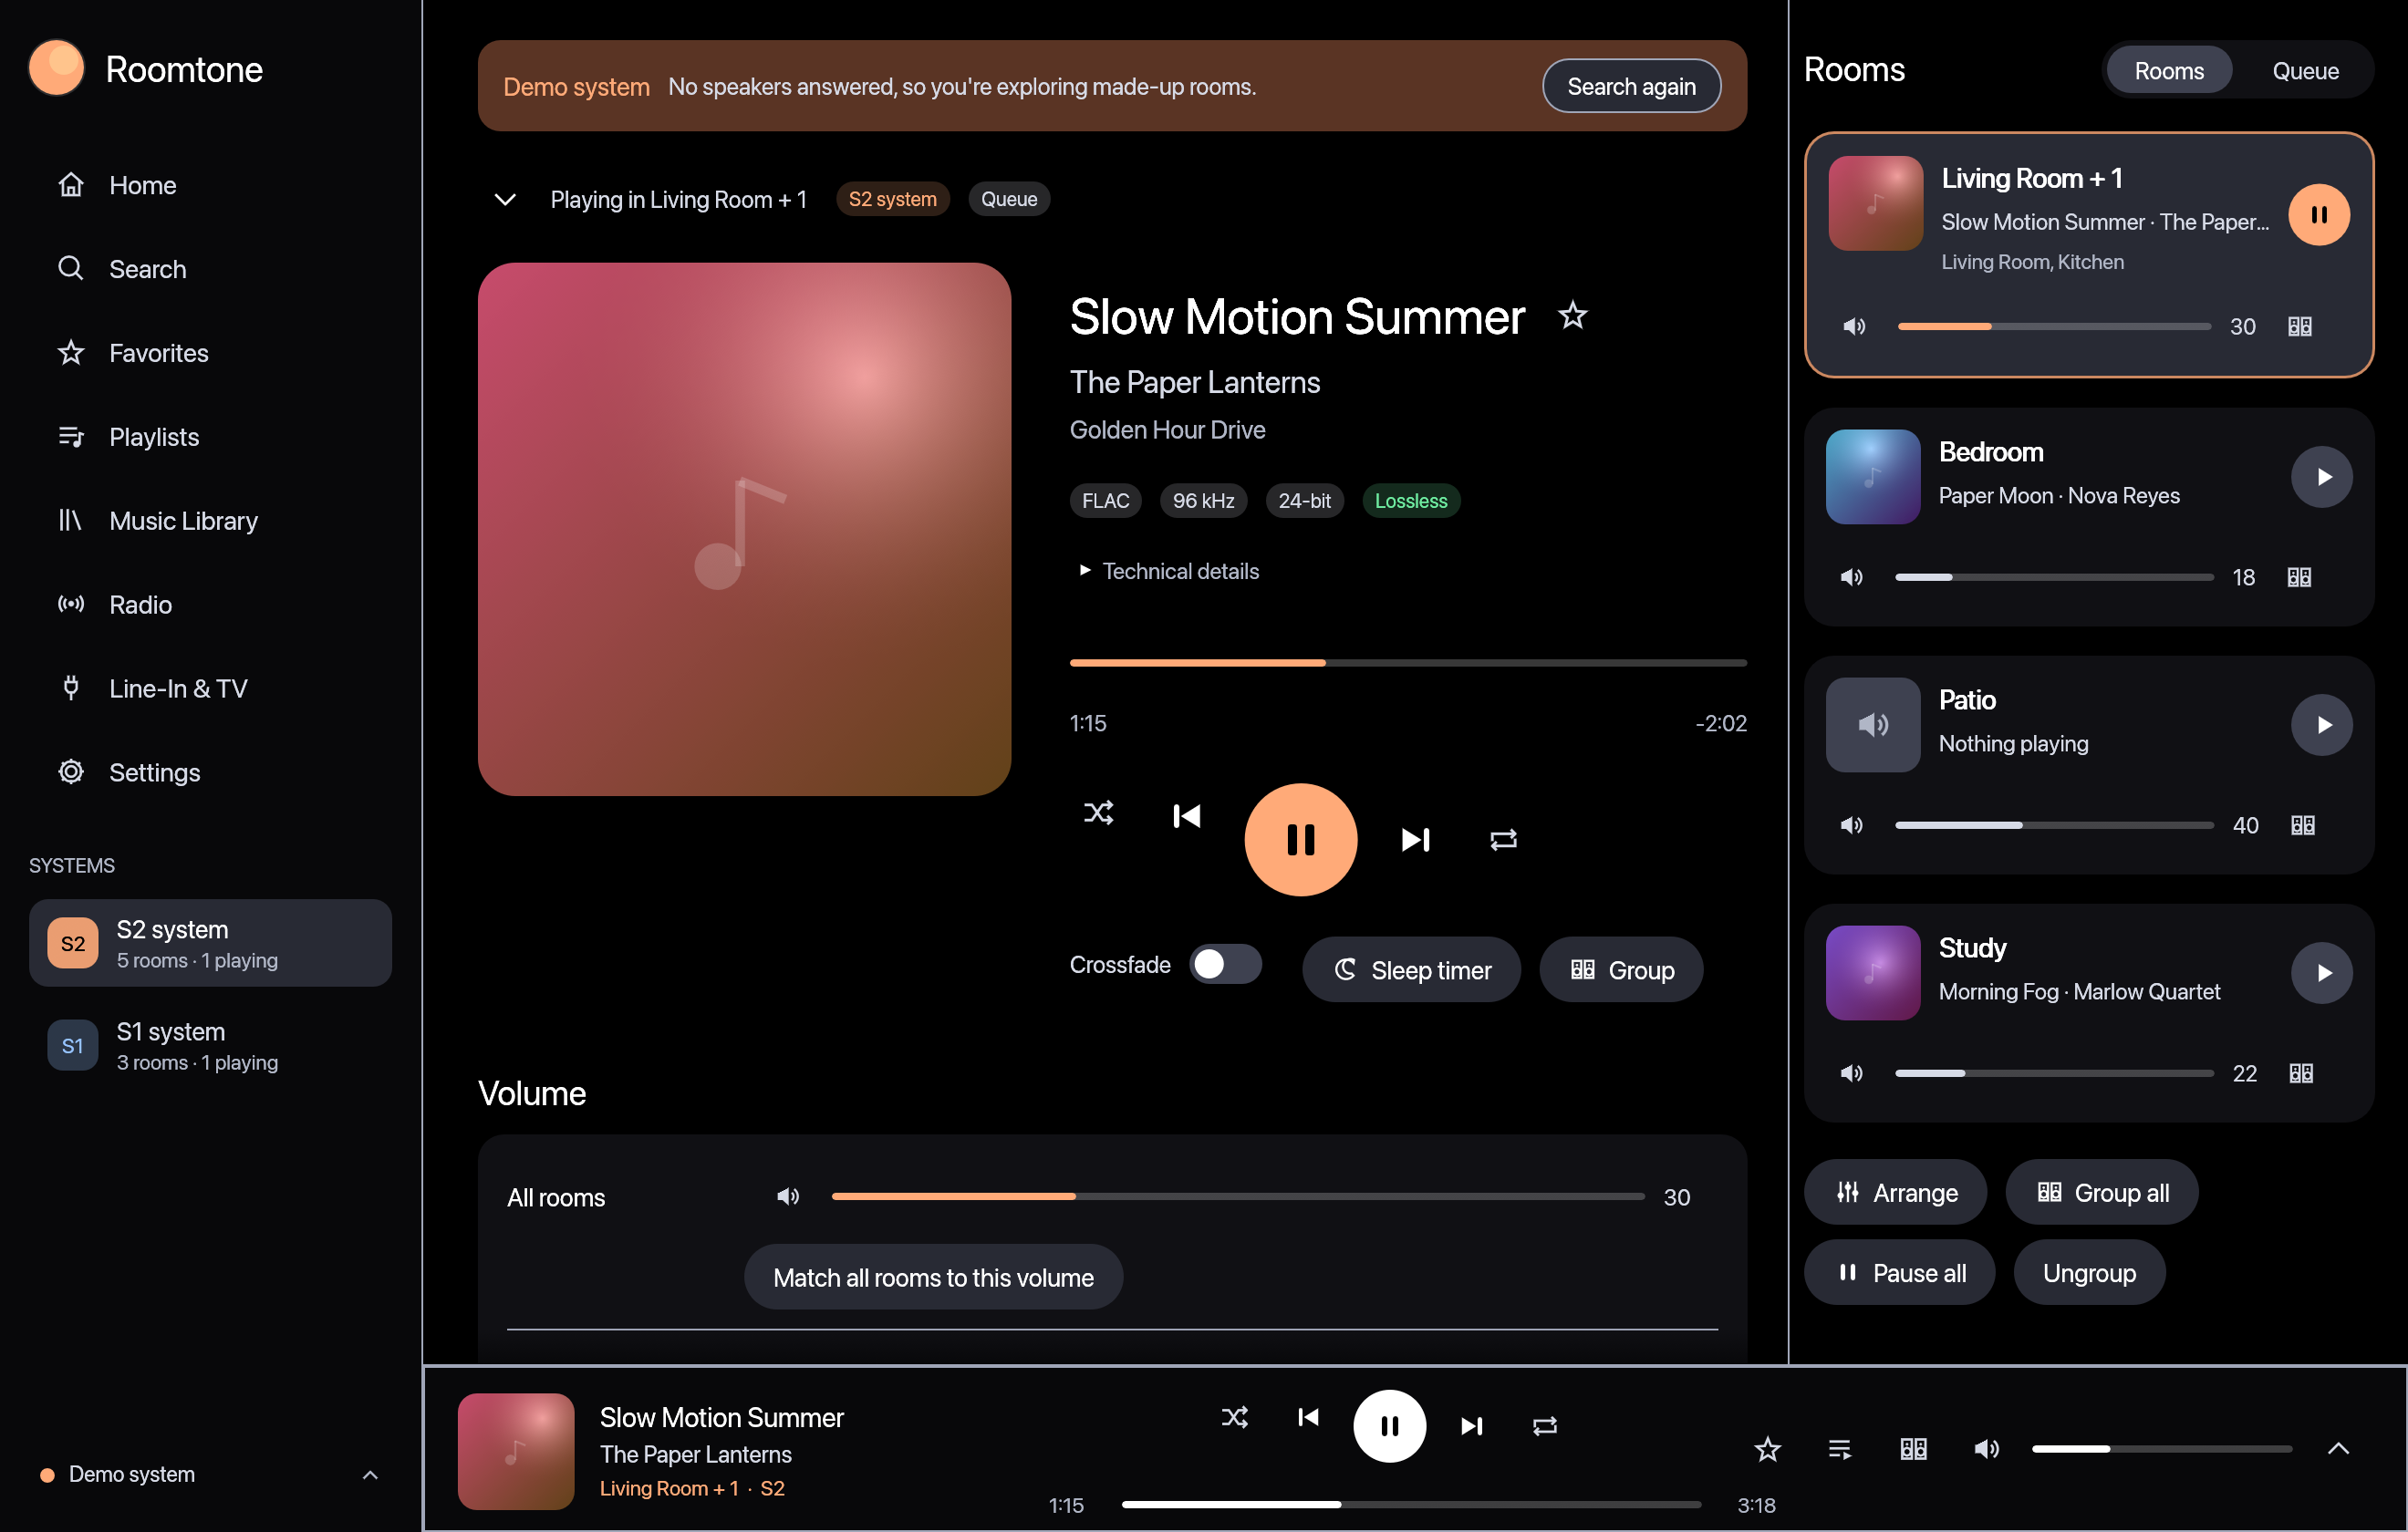 Roomtone
Home
Search
Favorites
Playlists
Music Library
Radio
Line-In & TV
Settings
SYSTEMS
S2
S2 system
5 rooms · 1 playing
S1
S1 system
3 rooms · 1 playing
Demo system
Demo system No speakers answered, so you're exploring made-up rooms. Search again
Playing in Living Room + 1 S2 system Queue
Slow Motion Summer
The Paper Lanterns
Golden Hour Drive
FLAC 96 kHz 24-bit Lossless
Technical details
1:15 -2:02
Crossfade Sleep timer Group
Volume
All rooms 30
Match all rooms to this volume
Rooms Rooms Queue
Living Room + 1
Slow Motion Summer · The Paper...
Living Room, Kitchen
30
Bedroom
Paper Moon · Nova Reyes
18
Patio
Nothing playing
40
Study
Morning Fog · Marlow Quartet
22
Arrange Group all
Pause all Ungroup
Slow Motion Summer
The Paper Lanterns
Living Room + 1 · S2
1:15 3:18